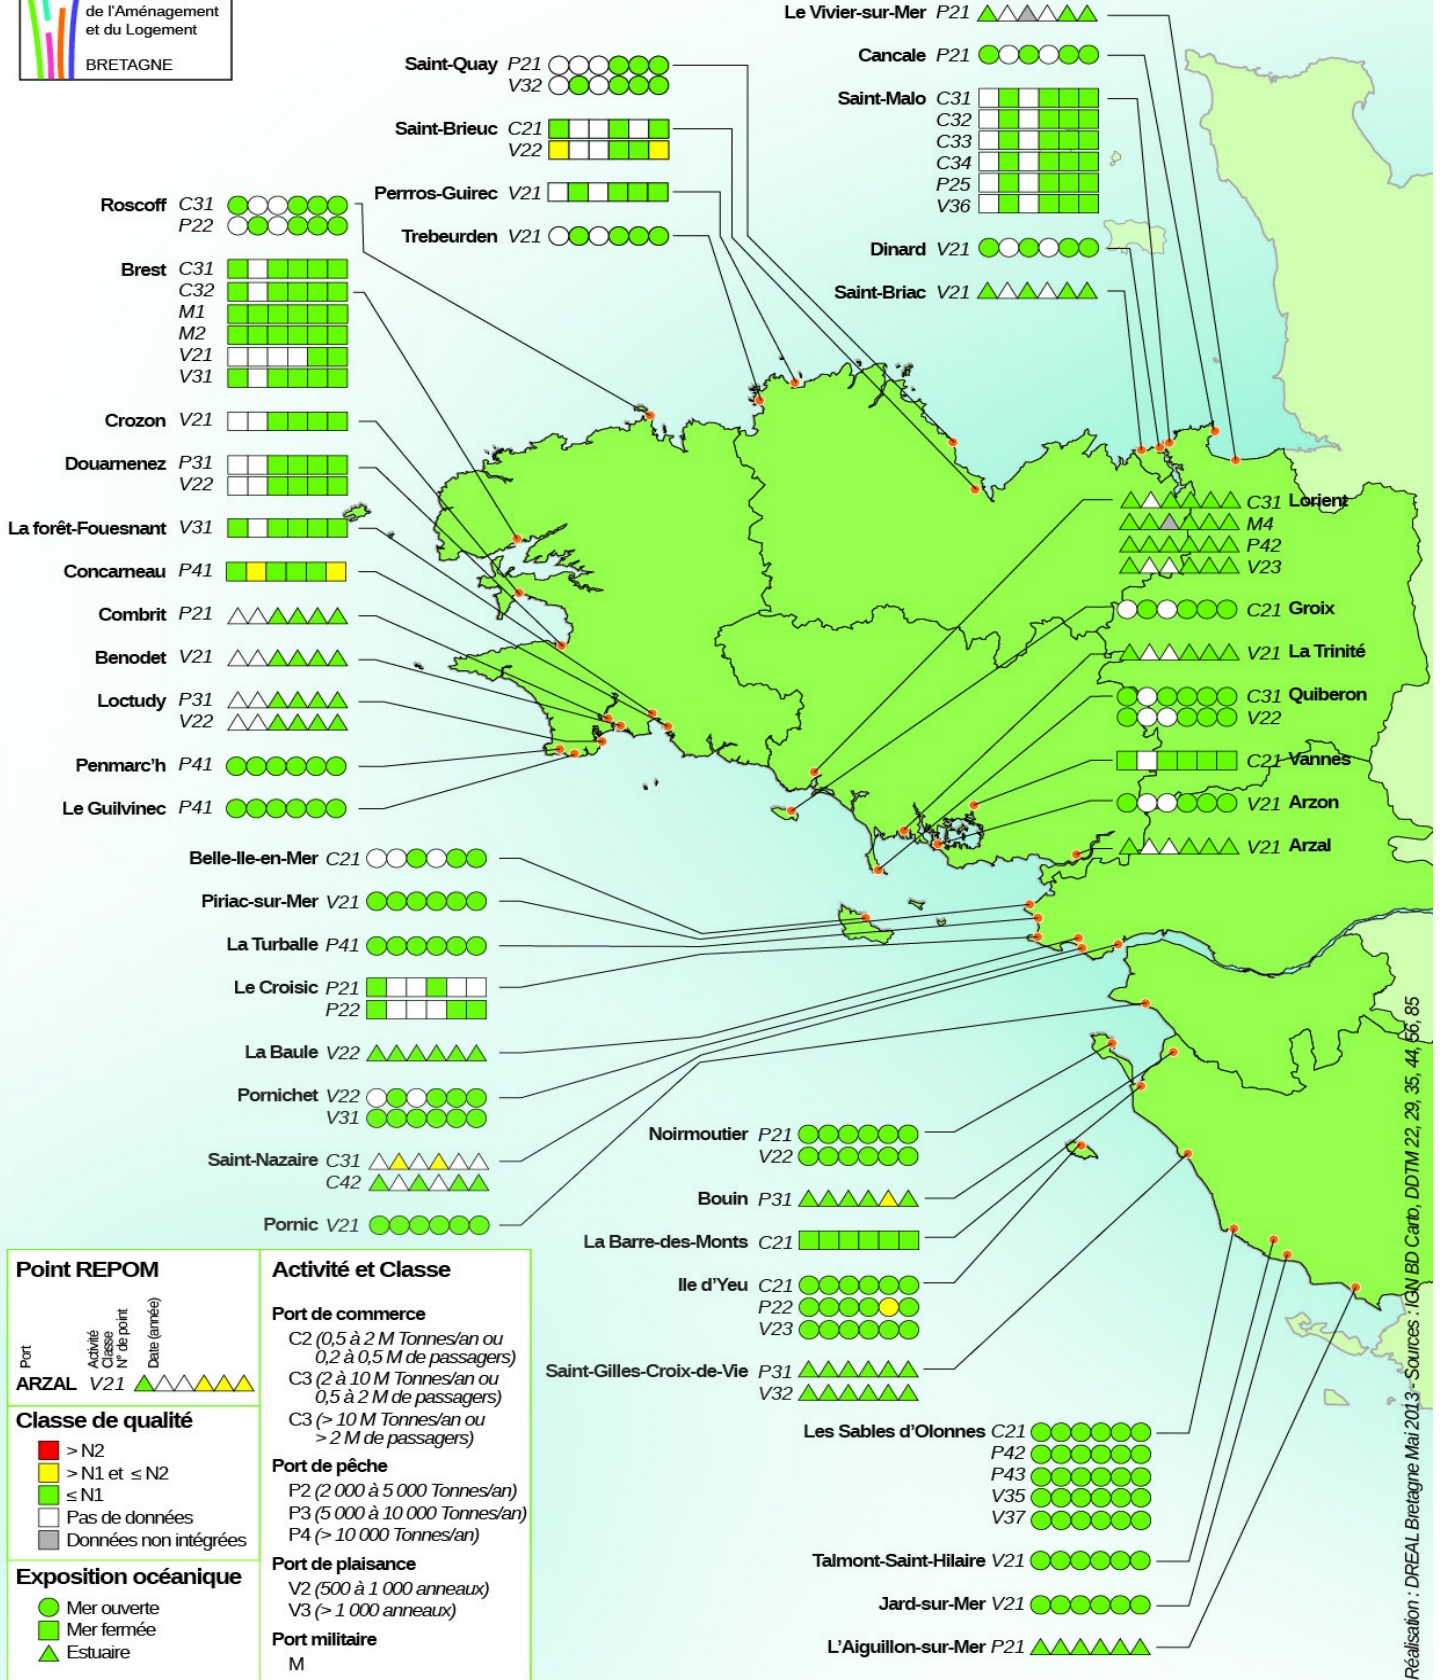 de l'Aménagement
et du Logement
BRETAGNE
Le Vivier-sur-Mer P21
Cancale P21
Saint-Malo C31
C32
C33
C34
P25
V36
Dinard V21
Saint-Briac V21
Saint-Quay P21
V32
Saint-Brieuc C21
V22
Perrros-Guirec V21
Trebeurden V21
Roscoff C31
P22
Brest C31
C32
M1
M2
V21
V31
Crozon V21
Douarnenez P31
V22
La forêt-Fouesnant V31
Concarneau P41
Combrit P21
Benodet V21
Loctudy P31
V22
Penmarc'h P41
Le Guilvinec P41
C31 Lorient
M4
P42
V23
C21 Groix
V21 La Trinité
C31 Quiberon
V22
C21 Vannes
V21 Arzon
V21 Arzal
Belle-Ile-en-Mer C21
Piriac-sur-Mer V21
La Turballe P41
Le Croisic P21
P22
La Baule V22
Pornichet V22
V31
Saint-Nazaire C31
C42
Pornic V21
Noirmoutier P21
V22
Bouin P31
La Barre-des-Monts C21
Ile d'Yeu C21
P22
V23
Saint-Gilles-Croix-de-Vie P31
V32
Les Sables d'Olonnes C21
P42
P43
V35
V37
Talmont-Saint-Hilaire V21
Jard-sur-Mer V21
L'Aiguillon-sur-Mer P21
Point REPOM
Port
Activité
Classe
N° de point
Date (année)
ARZAL V21
Classe de qualité
> N2
> N1 et ≤ N2
≤ N1
Pas de données
Données non intégrées
Exposition océanique
Mer ouverte
Mer fermée
Estuaire
Activité et Classe
Port de commerce
C2 (0,5 à 2 M Tonnes/an ou
0,2 à 0,5 M de passagers)
C3 (2 à 10 M Tonnes/an ou
0,5 à 2 M de passagers)
C3 (> 10 M Tonnes/an ou
> 2 M de passagers)
Port de pêche
P2 (2 000 à 5 000 Tonnes/an)
P3 (5 000 à 10 000 Tonnes/an)
P4 (> 10 000 Tonnes/an)
Port de plaisance
V2 (500 à 1 000 anneaux)
V3 (> 1 000 anneaux)
Port militaire
M
Réalisation : DREAL Bretagne Mai 2013 - Sources : IGN BD Carto, DDTM 22, 29, 35, 44, 56, 85